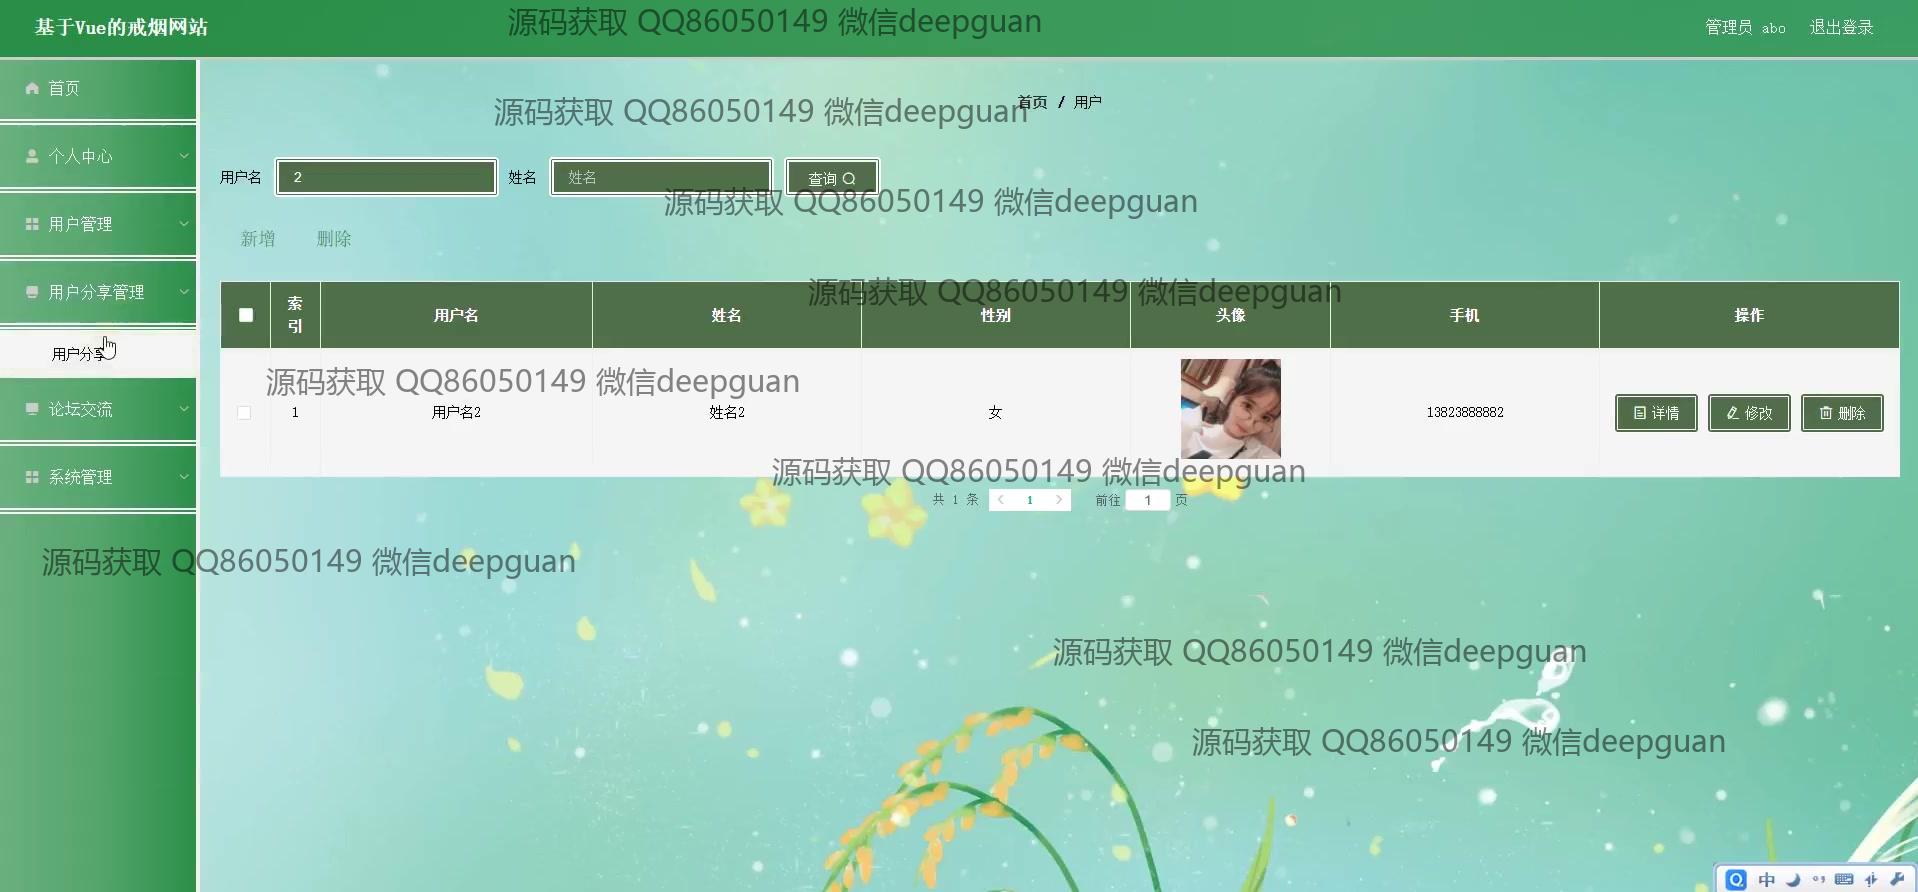 基于Vue的戒烟网站
源码获取 QQ86050149 微信deepguan
管理员 abo 退出登录
首页
源码获取 QQ86050149 微信deepguan
首页 / 用户
个人中心
用户名 2 姓名 姓名 查询
源码获取 QQ86050149 微信deepguan
用户管理
新增 删除
用户分享管理
源码获取 QQ86050149 微信deepguan
索引 用户名 姓名 性别 头像 手机 操作
用户分享
源码获取 QQ86050149 微信deepguan
论坛交流
1 用户名2 姓名2 女 13823888882 详情 修改 删除
源码获取 QQ86050149 微信deepguan
系统管理
共 1 条 1 前往 1 页
源码获取 QQ86050149 微信deepguan
源码获取 QQ86050149 微信deepguan
源码获取 QQ86050149 微信deepguan
中